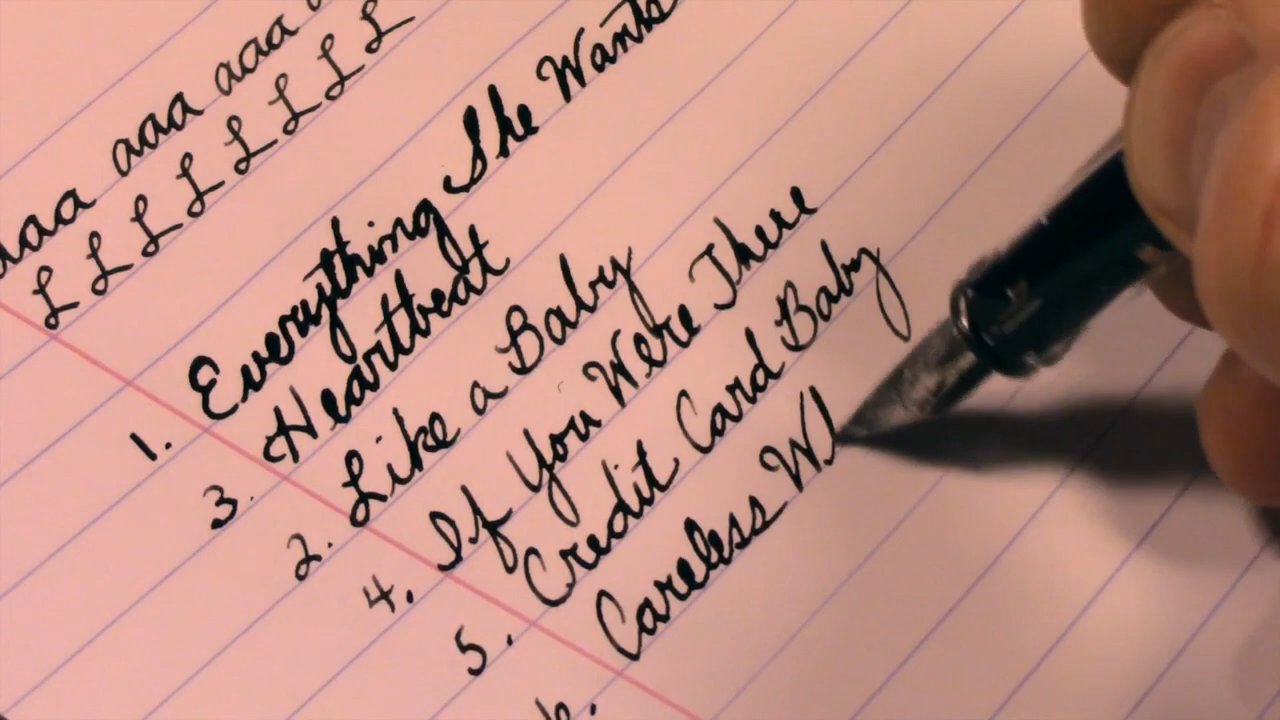 aaa aaa aaa
L L L L L L L L
1. Everything She Wants
3. Heartbeat
2. Like a Baby
4. If You Were There
5. Credit Card Baby
6. Careless W